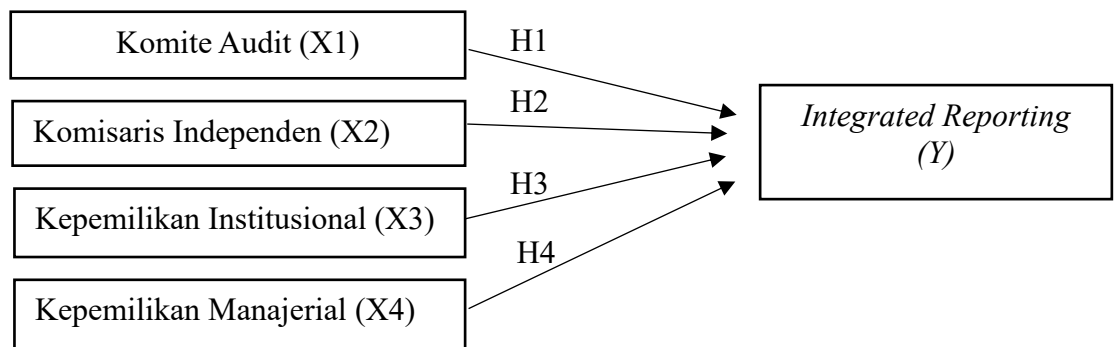 Komite Audit (X1)
H1
Komisaris Independen (X2)
H2
Kepemilikan Institusional (X3)
H3
Kepemilikan Manajerial (X4)
H4
Integrated Reporting
(Y)